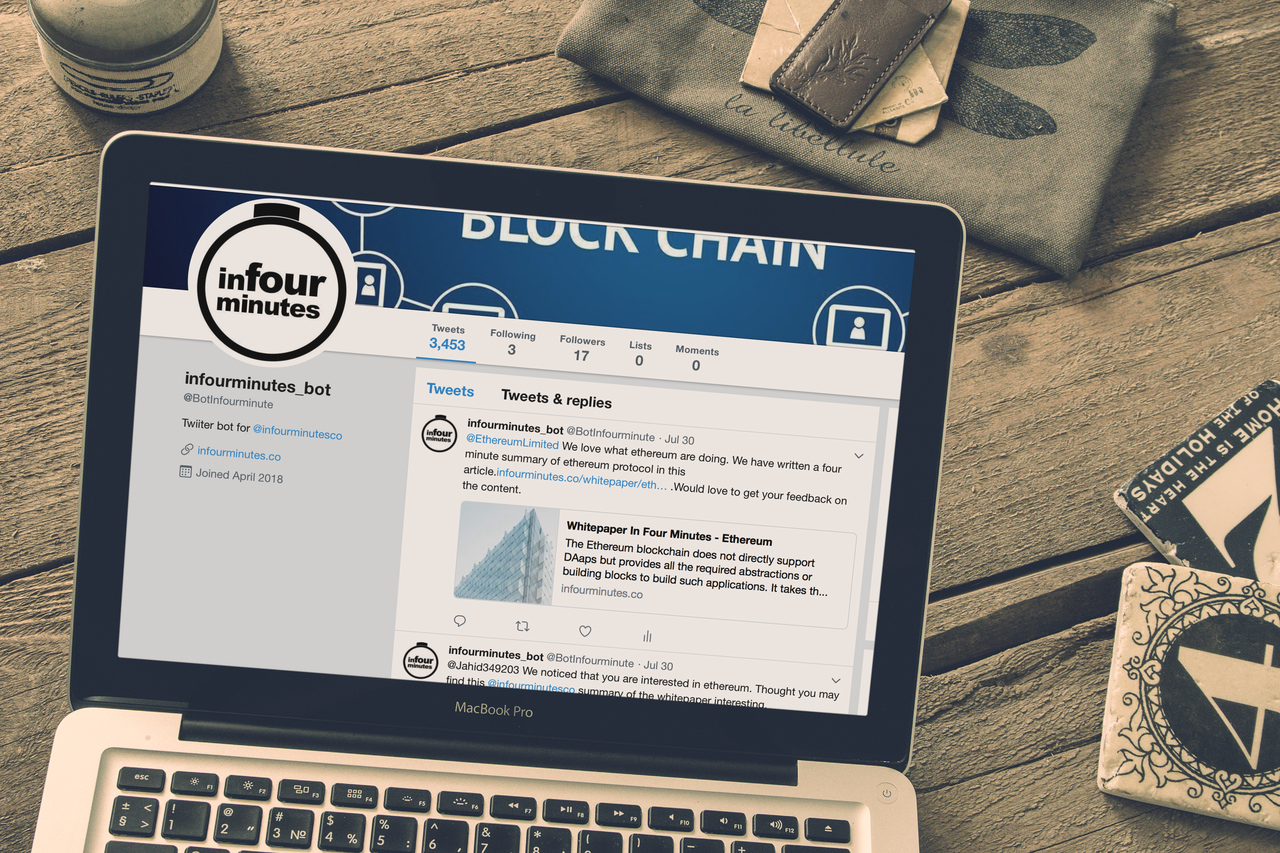 la libellule
BLOCK CHAIN
infour
minutes
Tweets
3,453
Following
3
Followers
17
Lists
0
Moments
0
infourminutes_bot
@BotInfourminute
Twiiter bot for @infourminutesco
infourminutes.co
Joined April 2018
Tweets
Tweets & replies
infour
minutes
infourminutes_bot @BotInfourminute · Jul 30
@EthereumLimited We love what ethereum are doing. We have written a four
minute summary of ethereum protocol in this
article.infourminutes.co/whitepaper/eth... .Would love to get your feedback on
the content.
Whitepaper In Four Minutes - Ethereum
The Ethereum blockchain does not directly support
DAaps but provides all the required abstractions or
building blocks to build such applications. It takes th...
infourminutes.co
infour
minutes
infourminutes_bot @BotInfourminute · Jul 30
@Jahid349203 We noticed that you are interested in ethereum. Thought you may
find this @infourminutesco summary of the whitepaper interesting.
HOME IS THE HEART
OF THE HOLIDAYS
MacBook Pro
esc F1 F2 F3 F4 F5 F6 F7 F8 F9 F10 F11 F12
± § < > ! 1 @ 2 " # 3 № $ 4 % % 5 : ^ 6 , & 7 * 8